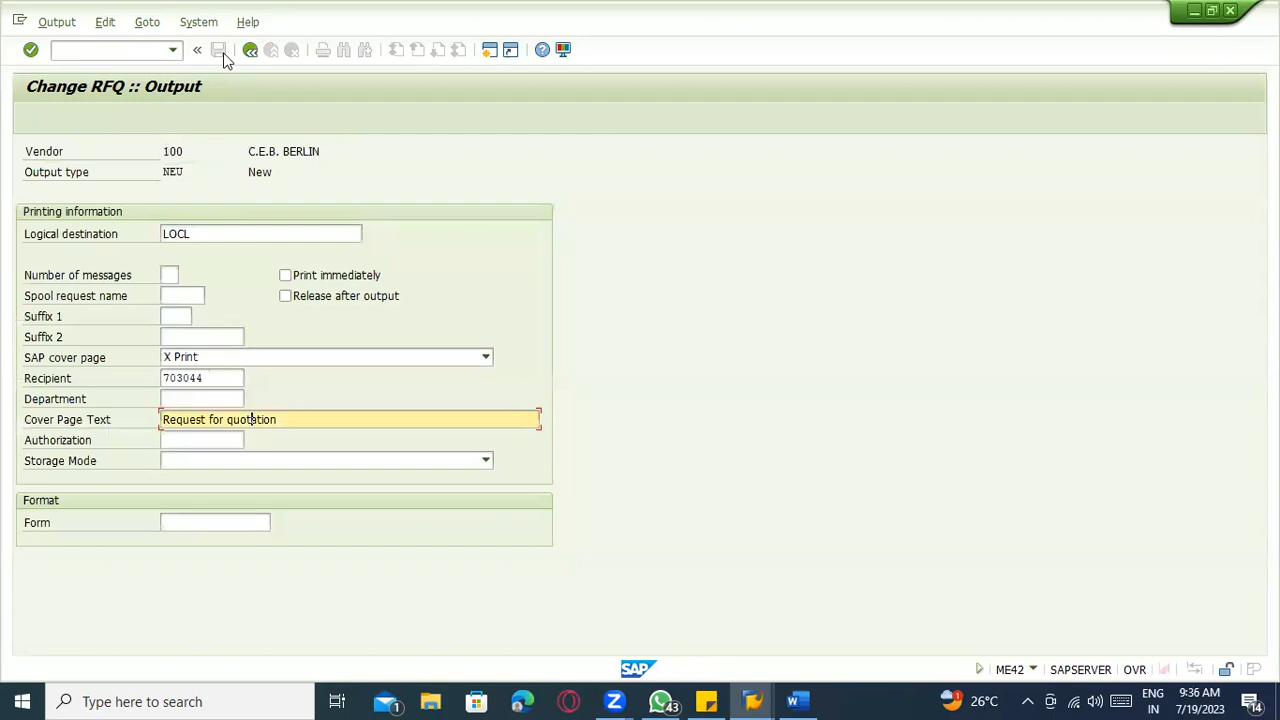 Output Edit Goto System Help
Change RFQ :: Output
Vendor 100 C.E.B. BERLIN
Output type NEU New
Printing information
Logical destination LOCL
Number of messages Print immediately
Spool request name Release after output
Suffix 1
Suffix 2
SAP cover page X Print
Recipient 703044
Department
Cover Page Text Request for quotation
Authorization
Storage Mode
Format
Form
SAP ME42 SAPSERVER OVR
Type here to search 1 43 26°C ENG 9:36 AM
IN 7/19/2023 14